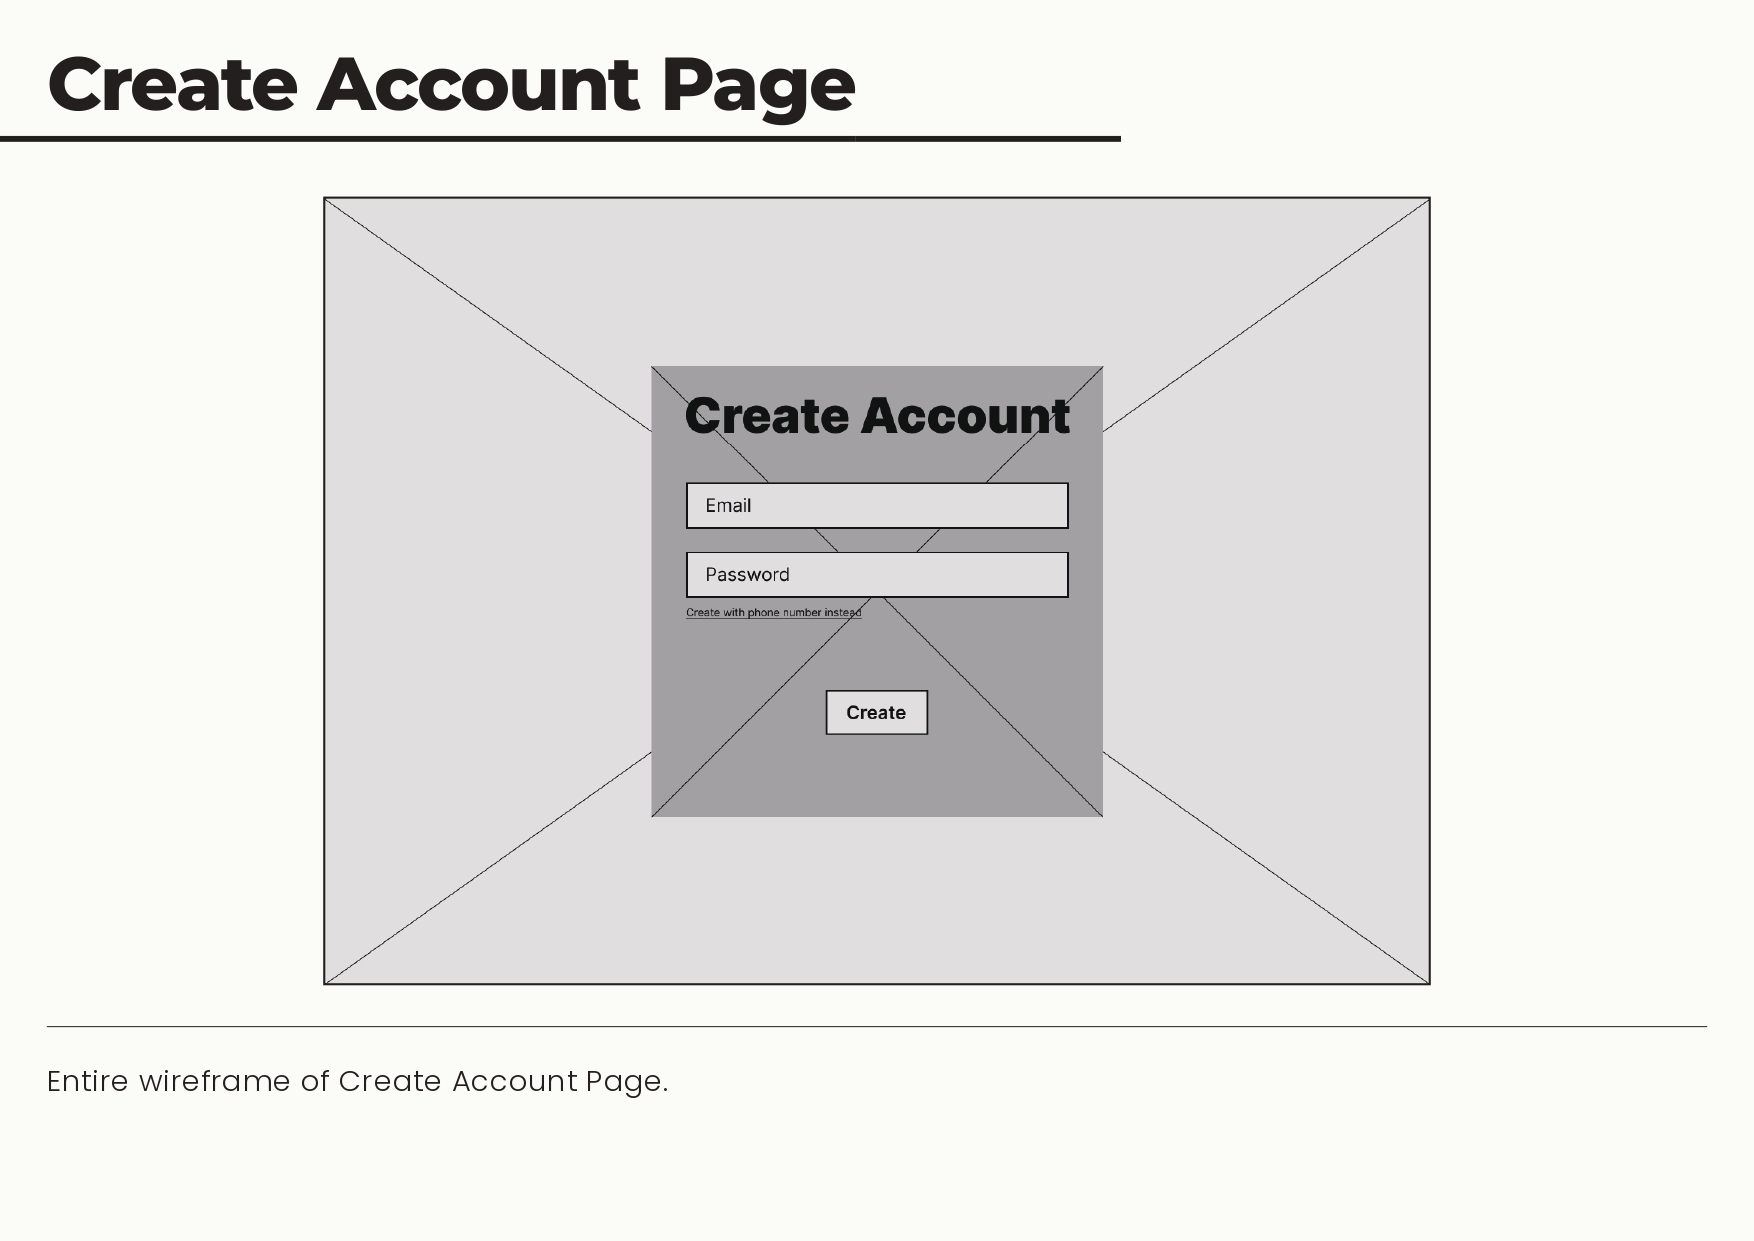 Create Account Page
Create Account
Email
Password
Create with phone number instead
Create
Entire wireframe of Create Account Page.